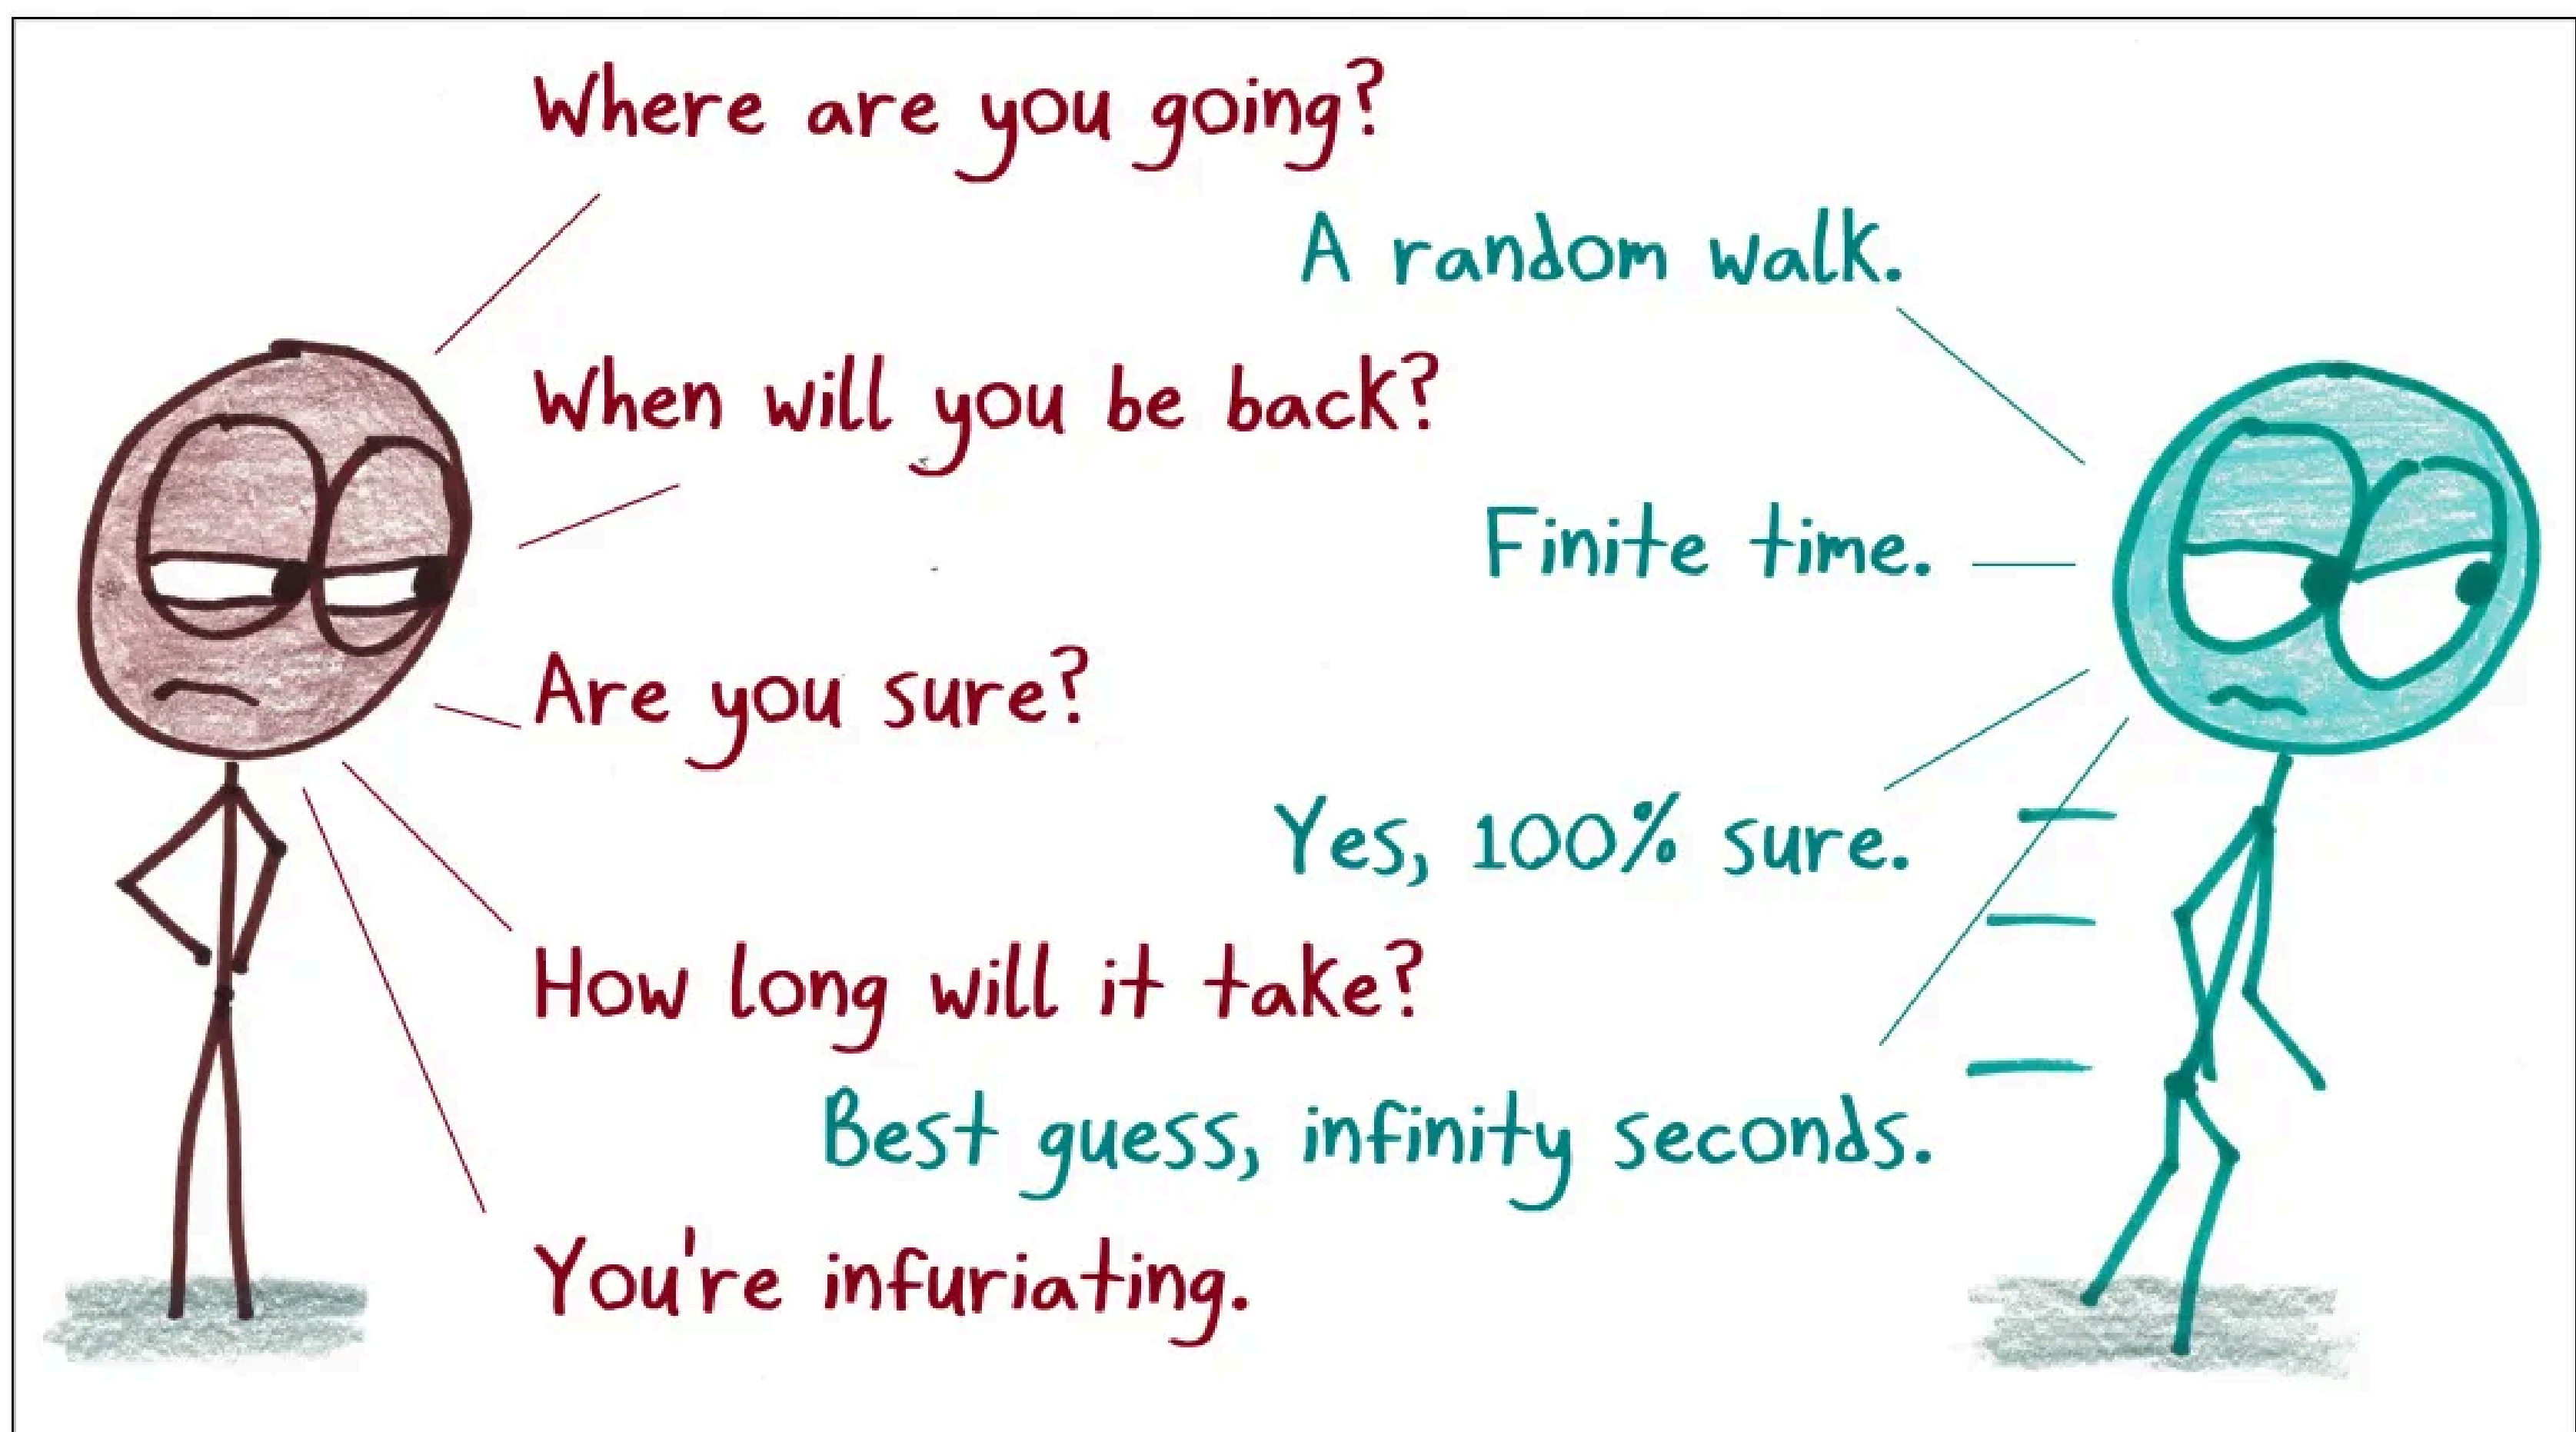 Where are you going?
A random walk.
When will you be back?
Finite time.
Are you sure?
Yes, 100% sure.
How long will it take?
Best guess, infinity seconds.
You're infuriating.